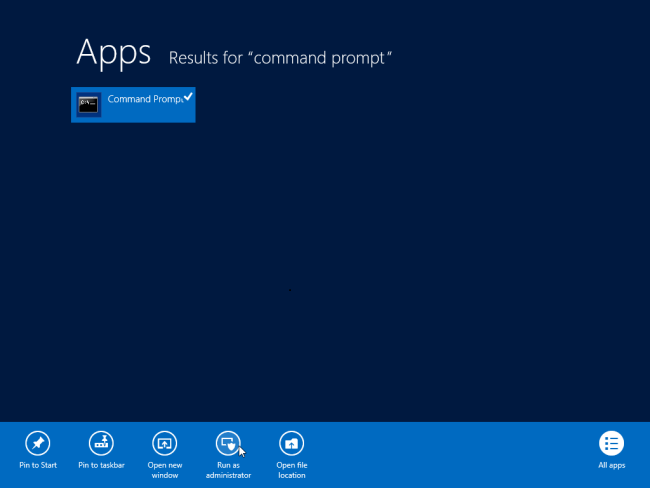 Apps Results for “command prompt”
Command Promp
Pin to Start
Pin to taskbar
Open new
window
Run as
administrator
Open file
location
All apps